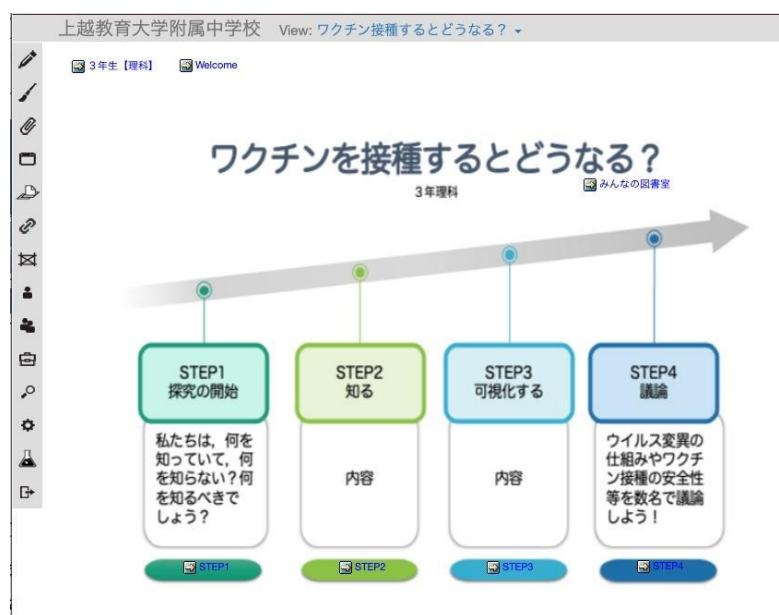 上越教育大学附属中学校 View: ワクチン接種するとどうなる？
３年生【理科】 Welcome
ワクチンを接種するとどうなる？
３年理科
みんなの図書室
STEP1
探究の開始
私たちは，何を
知っていて，何
を知らない？何
を知るべきで
しょう？
STEP1
STEP2
知る
内容
STEP2
STEP3
可視化する
内容
STEP3
STEP4
議論
ウイルス変異の
仕組みやワクチ
ン接種の安全性
等を数名で議論
しよう！
STEP4